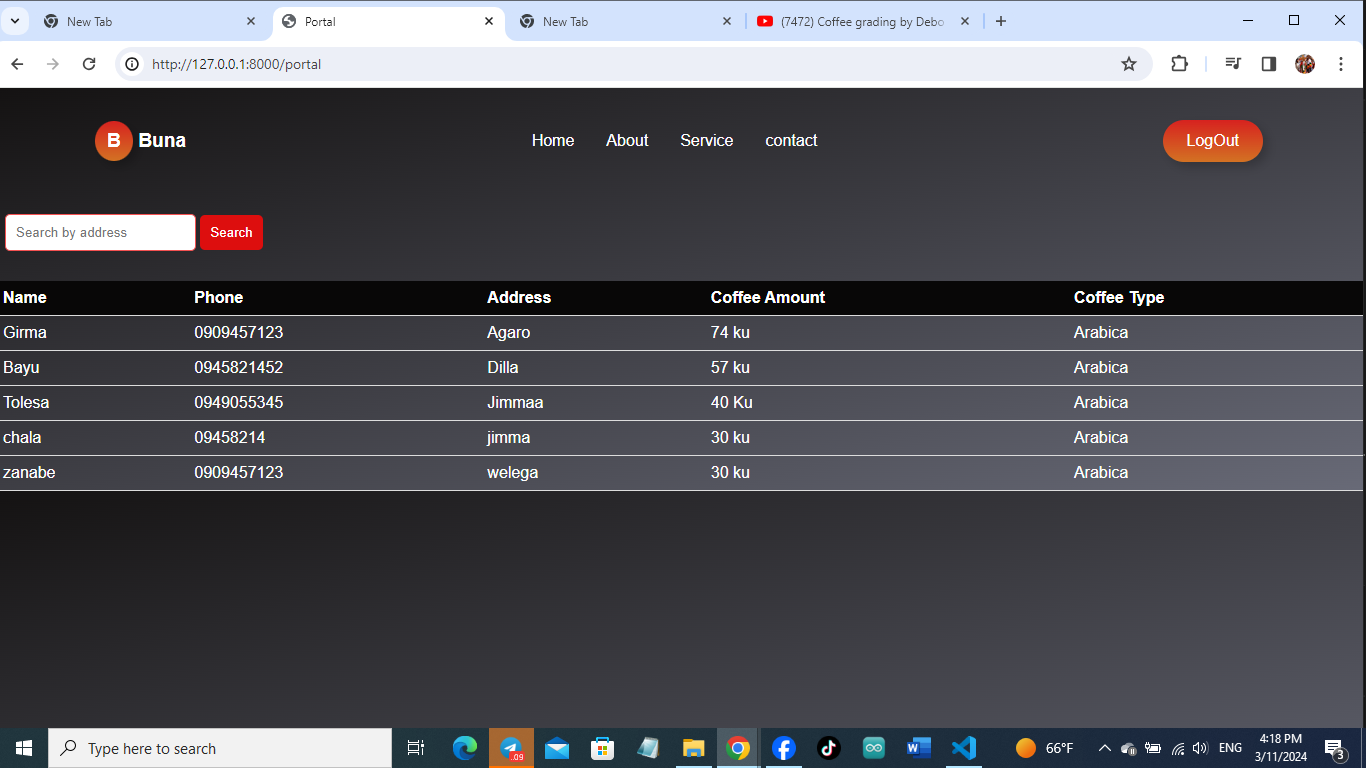 New Tab
Portal
New Tab
(7472) Coffee grading by Debo
http://127.0.0.1:8000/portal
B Buna
Home About Service contact
LogOut
Search by address Search
Name Phone Address Coffee Amount Coffee Type
Girma 0909457123 Agaro 74 ku Arabica
Bayu 0945821452 Dilla 57 ku Arabica
Tolesa 0949055345 Jimmaa 40 Ku Arabica
chala 09458214 jimma 30 ku Arabica
zanabe 0909457123 welega 30 ku Arabica
Type here to search
.09
W
66°F
ENG
4:18 PM
3/11/2024
3